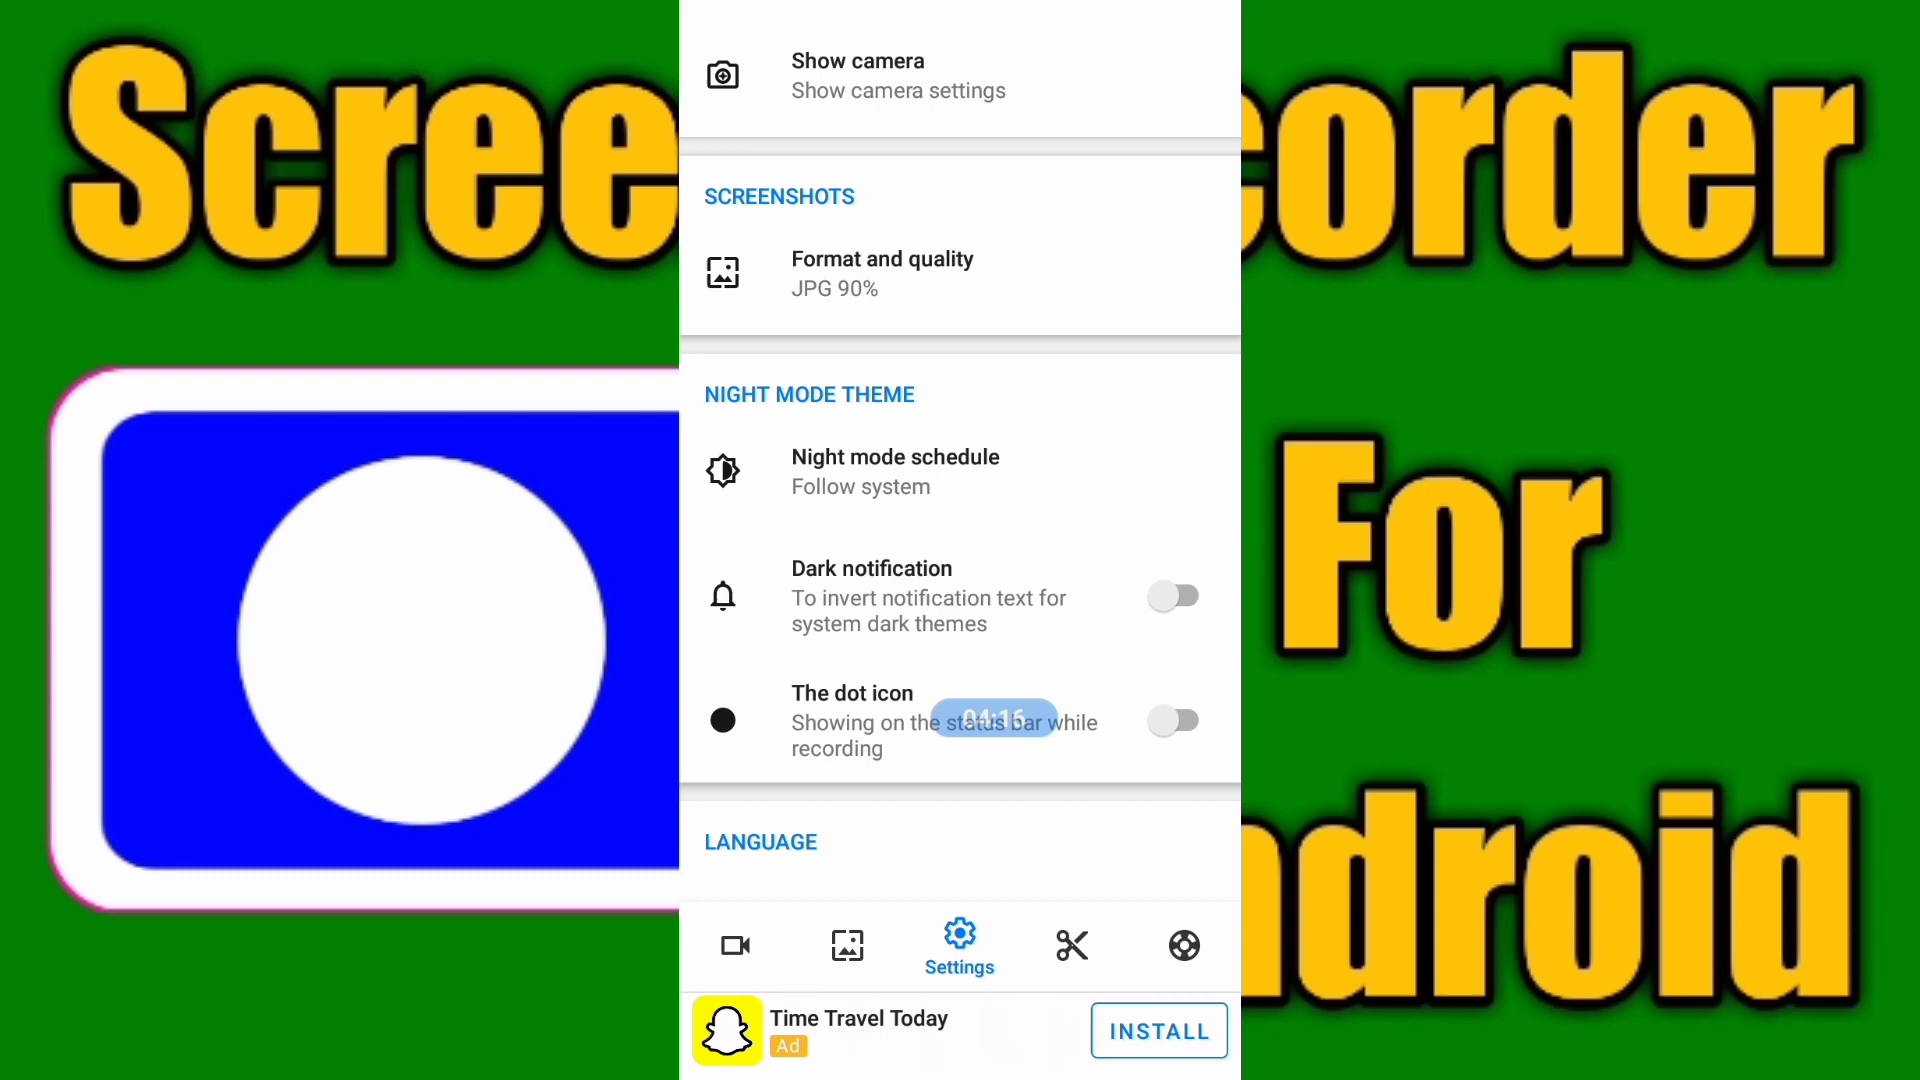 Scree
corder
For
ndroid
Show camera
Show camera settings
SCREENSHOTS
Format and quality
JPG 90%
NIGHT MODE THEME
Night mode schedule
Follow system
Dark notification
To invert notification text for
system dark themes
The dot icon
04:16
Showing on the status bar while
recording
LANGUAGE
Settings
Time Travel Today
Ad
INSTALL